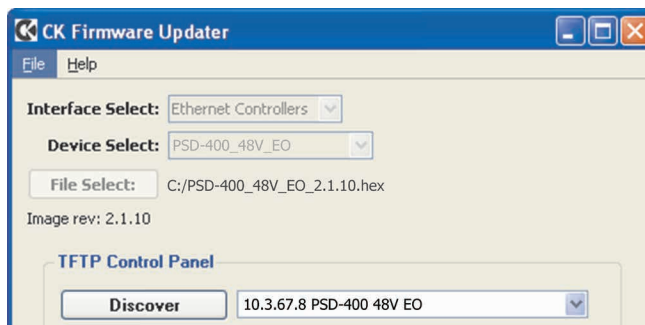 CK CK Firmware Updater
File Help
Interface Select: Ethernet Controllers
Device Select: PSD-400_48V_EO
File Select: C:/PSD-400_48V_EO_2.1.10.hex
Image rev: 2.1.10
TFTP Control Panel
Discover 10.3.67.8 PSD-400 48V EO